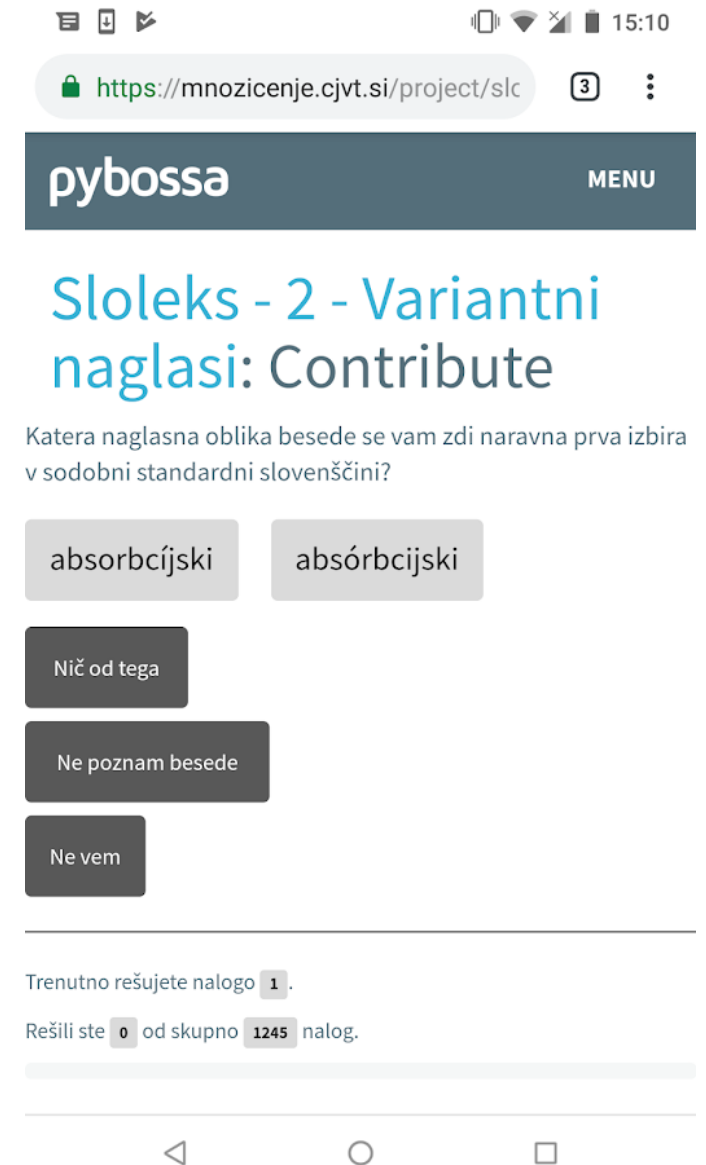 15:10
https://mnozicenje.cjvt.si/project/slo
3
pybossa
MENU
Sloleks - 2 - Variantni
naglasi: Contribute
Katera naglasna oblika besede se vam zdi naravna prva izbira
v sodobni standardni slovenščini?
absorbcíjski absórbcijski
Nič od tega
Ne poznam besede
Ne vem
Trenutno rešujete nalogo 1.
Rešili ste 0 od skupno 1245 nalog.